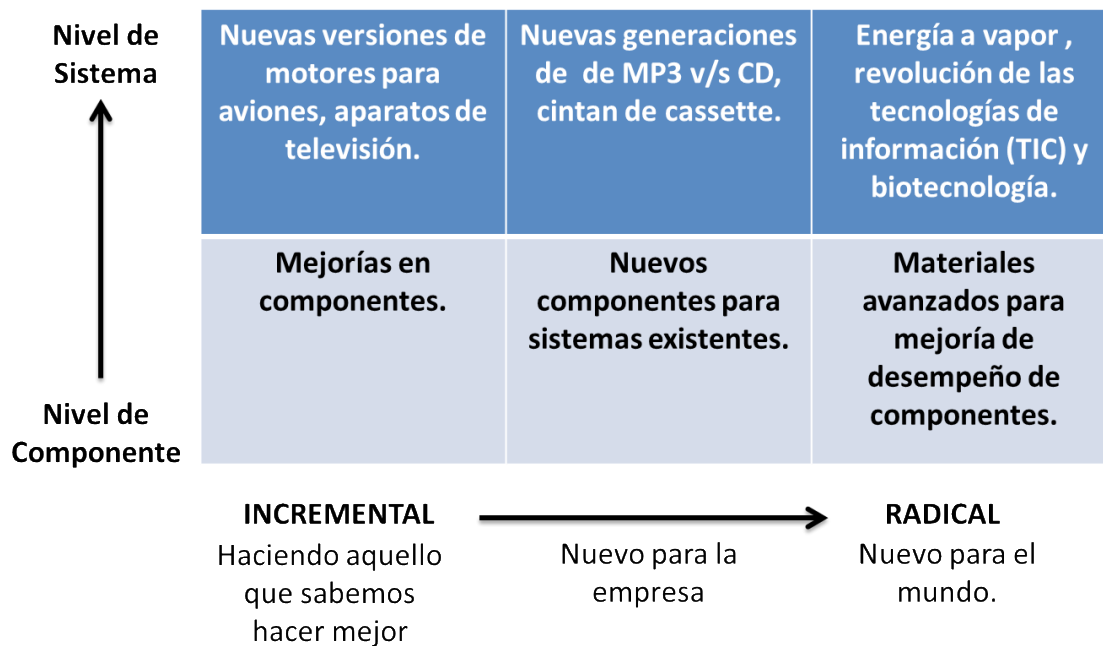 Nivel de
Sistema
Nuevas versiones de
motores para
aviones, aparatos de
televisión.
Nuevas generaciones
de  de MP3 v/s CD,
cintan de cassette.
Energía a vapor ,
revolución de las
tecnologías de
información (TIC) y
biotecnología.
Nivel de
Componente
Mejorías en
componentes.
Nuevos
componentes para
sistemas existentes.
Materiales
avanzados para
mejoría de
desempeño de
componentes.
INCREMENTAL
Haciendo aquello
que sabemos
hacer mejor
Nuevo para la
empresa
RADICAL
Nuevo para el
mundo.